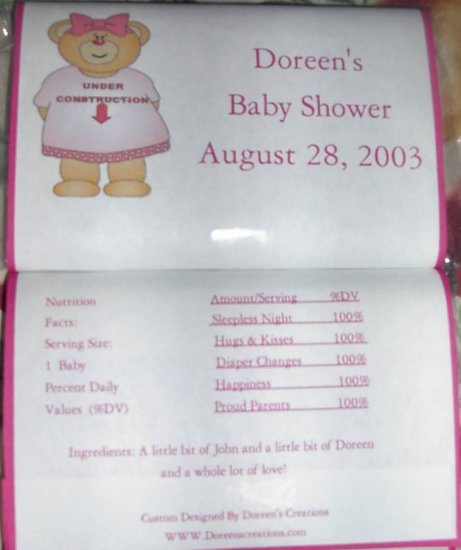 UNDER
CONSTRUCTION
Doreen's
Baby Shower
August 28, 2003
Nutrition
Facts:
Serving Size:
1 Baby
Percent Daily
Values (%DV)
Amount/Serving %DV
Sleepless Night 100%
Hugs & Kisses 100%
Diaper Changes 100%
Happiness 100%
Proud Parents 100%
Ingredients: A little bit of John and a little bit of Doreen
and a whole lot of love!
Custom Designed By Doreen's Creations
WWW.Doreenscreations.com